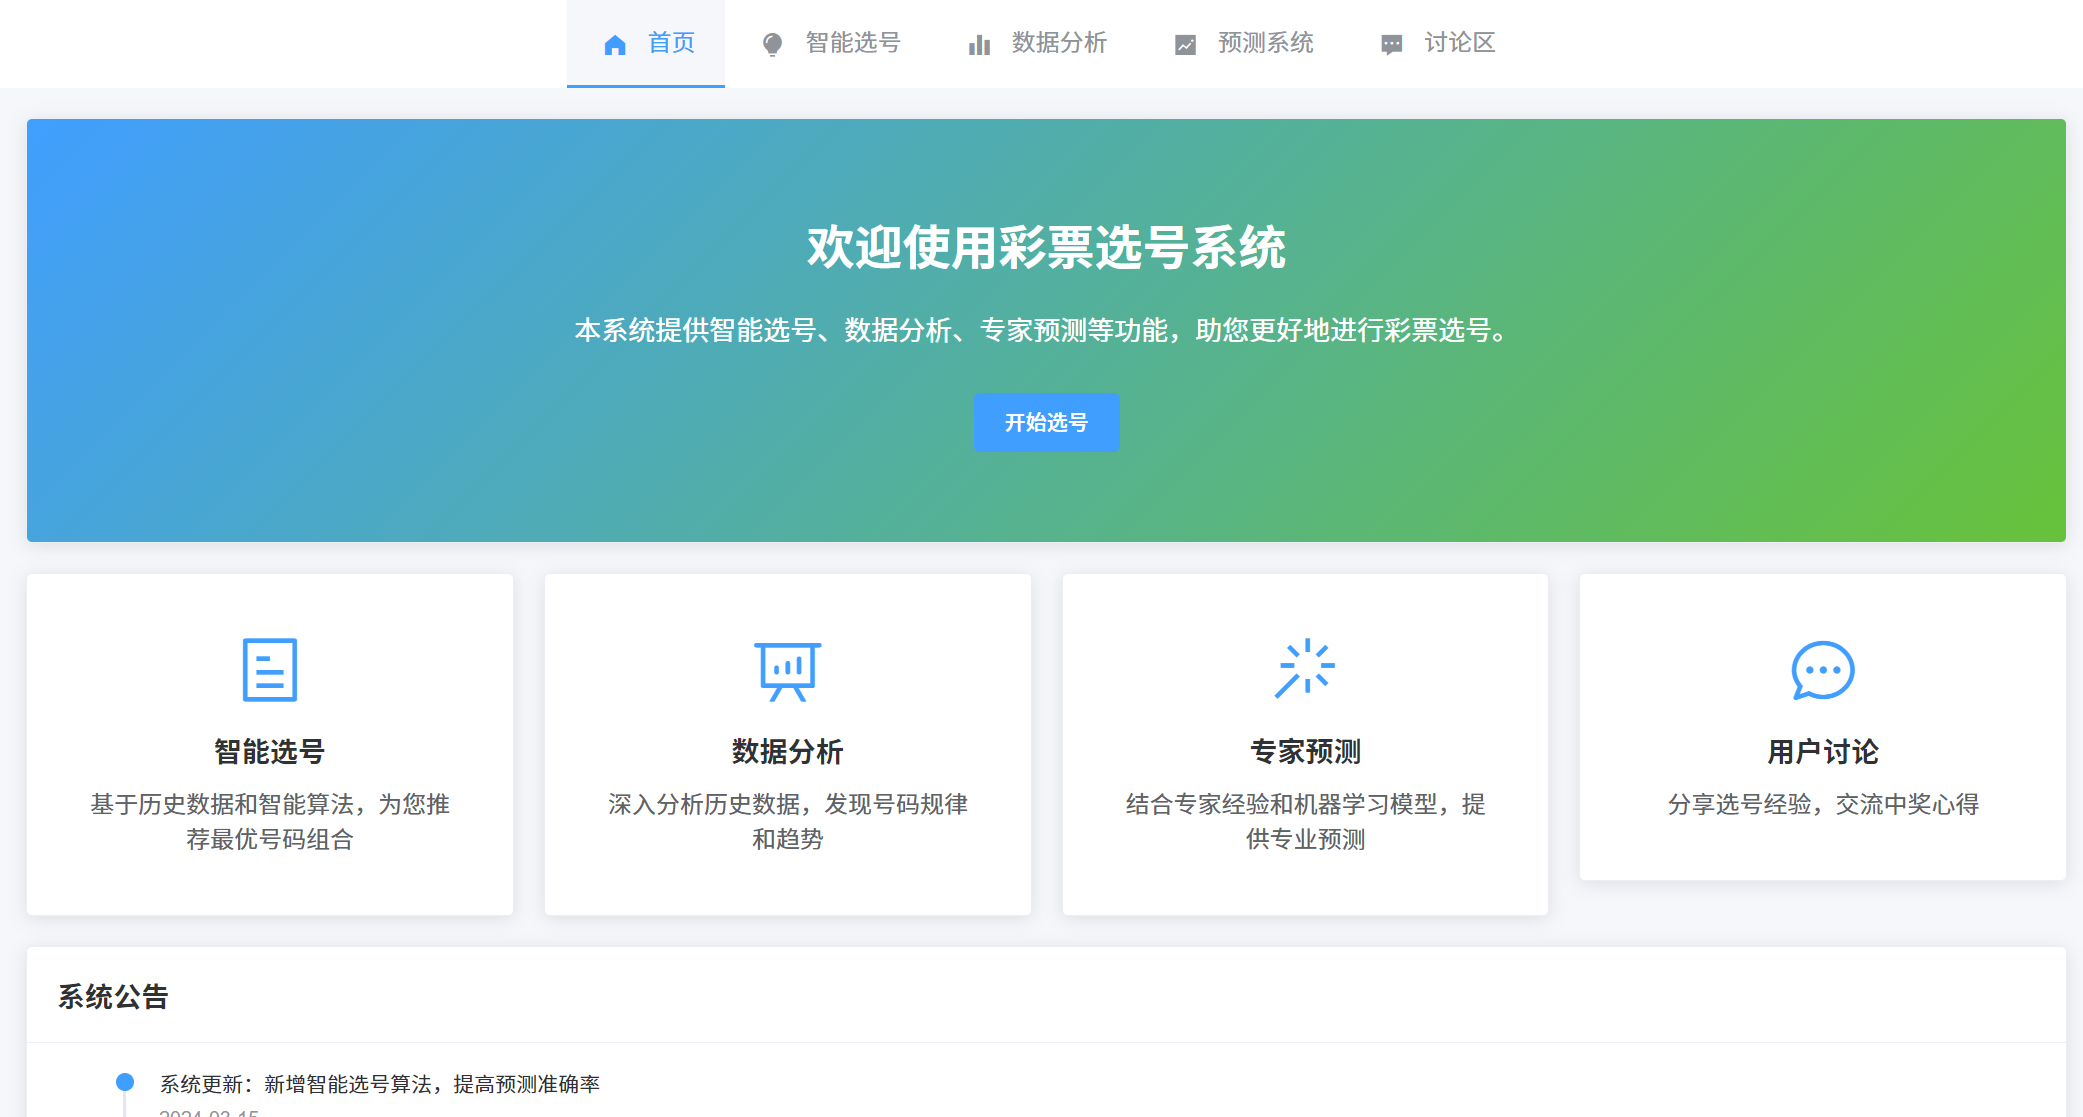 首页 智能选号 数据分析 预测系统 讨论区
欢迎使用彩票选号系统
本系统提供智能选号、数据分析、专家预测等功能，助您更好地进行彩票选号。
开始选号
智能选号
基于历史数据和智能算法，为您推
荐最优号码组合
数据分析
深入分析历史数据，发现号码规律
和趋势
专家预测
结合专家经验和机器学习模型，提
供专业预测
用户讨论
分享选号经验，交流中奖心得
系统公告
系统更新：新增智能选号算法，提高预测准确率
2024-03-15